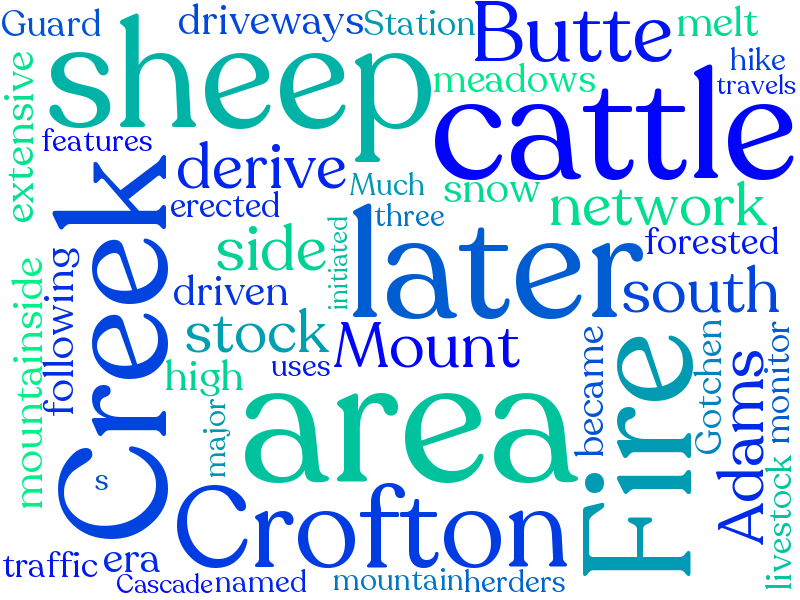 Guard
driveways
Station
Butte
melt
hike
travels
sheep
meadows
cattle
extensive
features
derive
Much
snow
network
erected
three
Creek
side
initiated
later
forested
following
driven
south
mountainside
stock
Mount
uses
high
became
Fire
Gotchen
Adams
monitor
area
major
s
Crofton
livestock
traffic
era
Cascade
named
mountain
herders